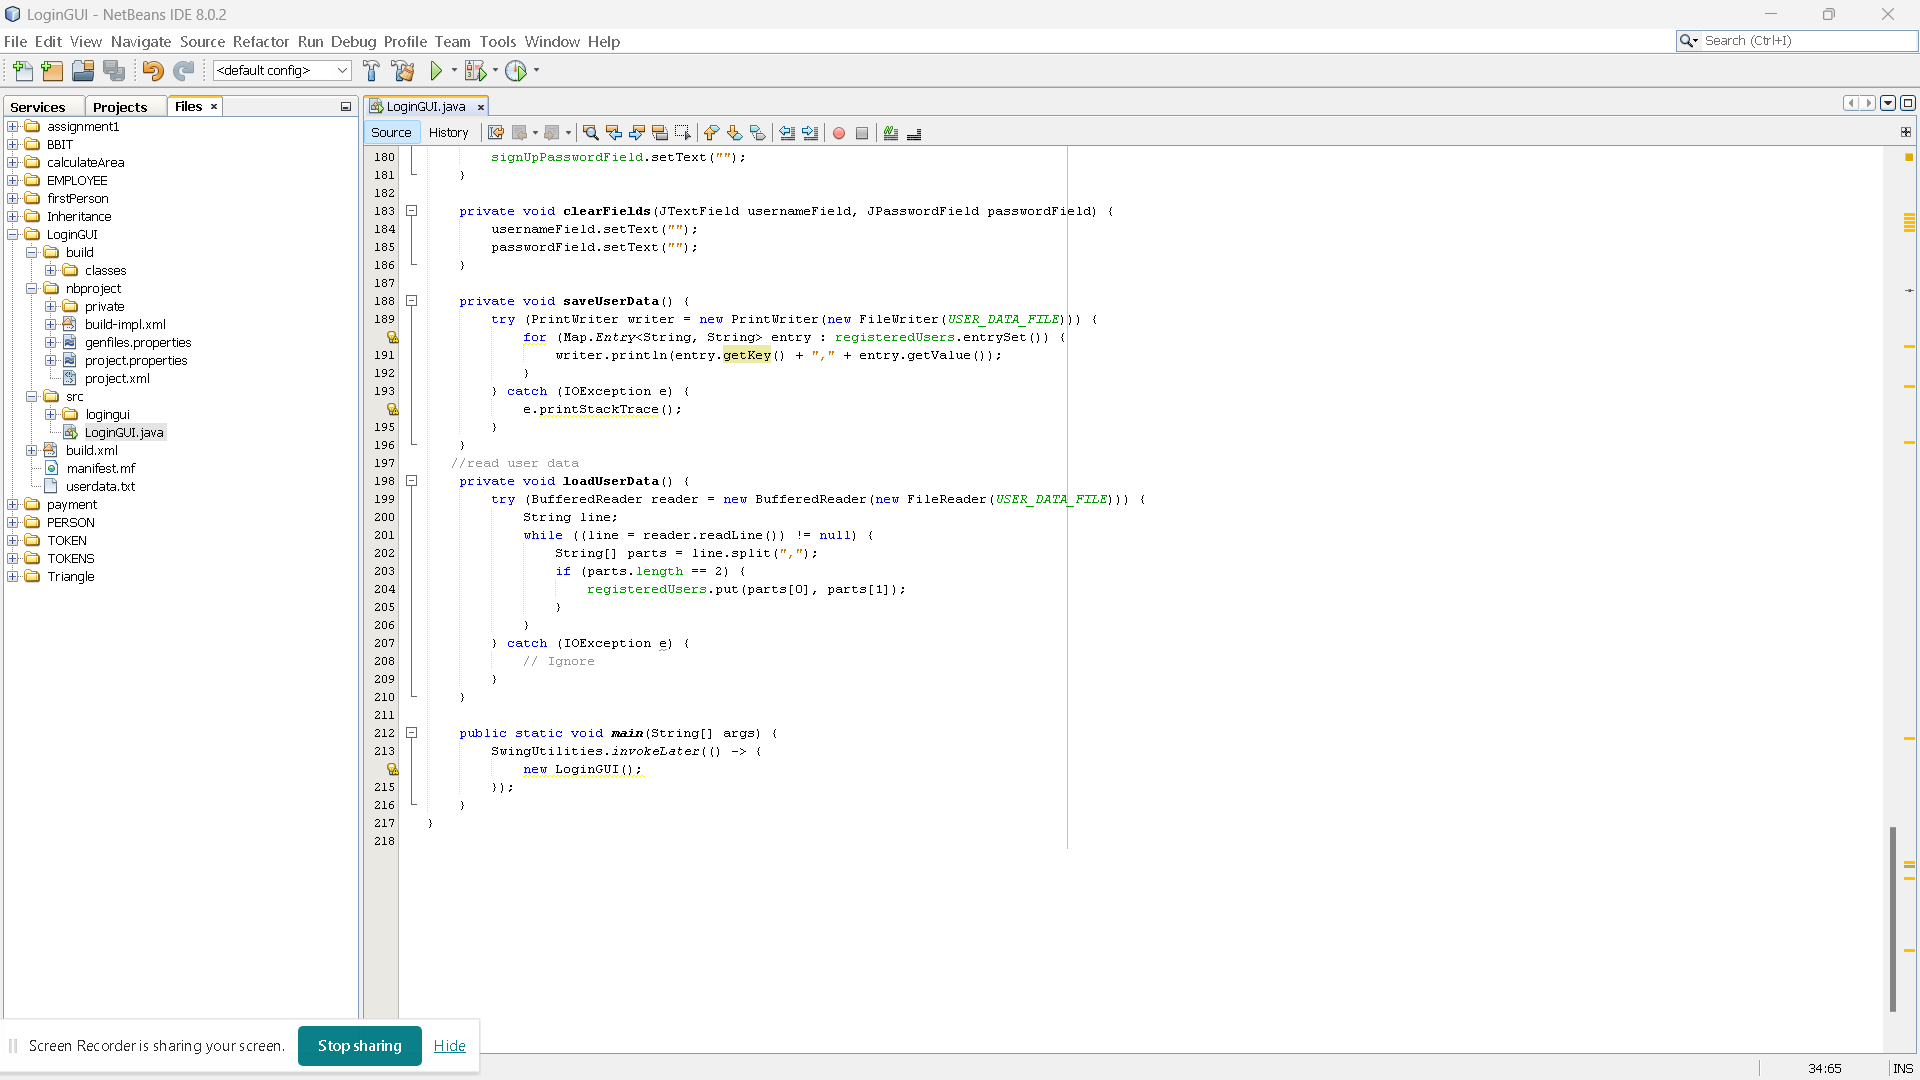 LoginGUI - NetBeans IDE 8.0.2
File Edit View Navigate Source Refactor Run Debug Profile Team Tools Window Help
Search (Ctrl+I)
<default config>
Services Projects Files
assignment1
BBIT
calculateArea
EMPLOYEE
firstPerson
Inheritance
LoginGUI
build
classes
nbproject
private
build-impl.xml
genfiles.properties
project.properties
project.xml
src
logingui
LoginGUI.java
build.xml
manifest.mf
userdata.txt
payment
PERSON
TOKEN
TOKENS
Triangle
LoginGUI.java
Source History
180 signUpPasswordField.setText("");
181 }
182
183 private void clearFields(JTextField usernameField, JPasswordField passwordField) {
184 usernameField.setText("");
185 passwordField.setText("");
186 }
187
188 private void saveUserData() {
189 try (PrintWriter writer = new PrintWriter(new FileWriter(USER_DATA_FILE))) {
for (Map.Entry<String, String> entry : registeredUsers.entrySet()) {
191 writer.println(entry.getKey() + "," + entry.getValue());
192 }
193 } catch (IOException e) {
e.printStackTrace();
195 }
196 }
197 //read user data
198 private void loadUserData() {
199 try (BufferedReader reader = new BufferedReader(new FileReader(USER_DATA_FILE))) {
200 String line;
201 while ((line = reader.readLine()) != null) {
202 String[] parts = line.split(",");
203 if (parts.length == 2) {
204 registeredUsers.put(parts[0], parts[1]);
205 }
206 }
207 } catch (IOException e) {
208 // Ignore
209 }
210 }
211
212 public static void main(String[] args) {
213 SwingUtilities.invokeLater(() -> {
new LoginGUI();
215 });
216 }
217 }
218
Screen Recorder is sharing your screen. Stop sharing Hide
34:65 INS